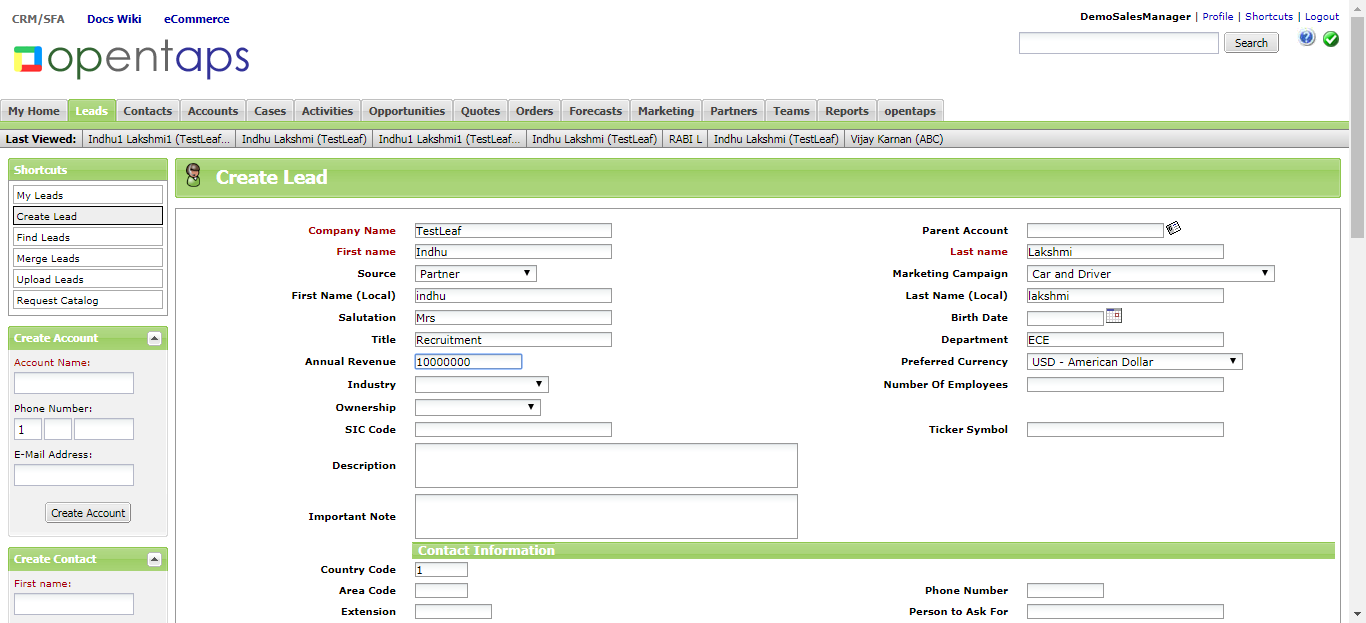 CRM/SFA Docs Wiki eCommerce
DemoSalesManager | Profile | Shortcuts | Logout
opentaps
Search
My Home Leads Contacts Accounts Cases Activities Opportunities Quotes Orders Forecasts Marketing Partners Teams Reports opentaps
Last Viewed: Indhu1 Lakshmi1 (TestLeaf... Indhu Lakshmi (TestLeaf) Indhu1 Lakshmi1 (TestLeaf... Indhu Lakshmi (TestLeaf) RABI L Indhu Lakshmi (TestLeaf) Vijay Karnan (ABC)
Shortcuts
My Leads
Create Lead
Find Leads
Merge Leads
Upload Leads
Request Catalog
Create Account
Account Name:
Phone Number:
1
E-Mail Address:
Create Account
Create Contact
First name:
Create Lead
Company Name TestLeaf Parent Account
First name Indhu Last name Lakshmi
Source Partner Marketing Campaign Car and Driver
First Name (Local) indhu Last Name (Local) lakshmi
Salutation Mrs Birth Date
Title Recruitment Department ECE
Annual Revenue 10000000 Preferred Currency USD - American Dollar
Industry Number Of Employees
Ownership
SIC Code Ticker Symbol
Description
Important Note
Contact Information
Country Code 1
Area Code Phone Number
Extension Person to Ask For